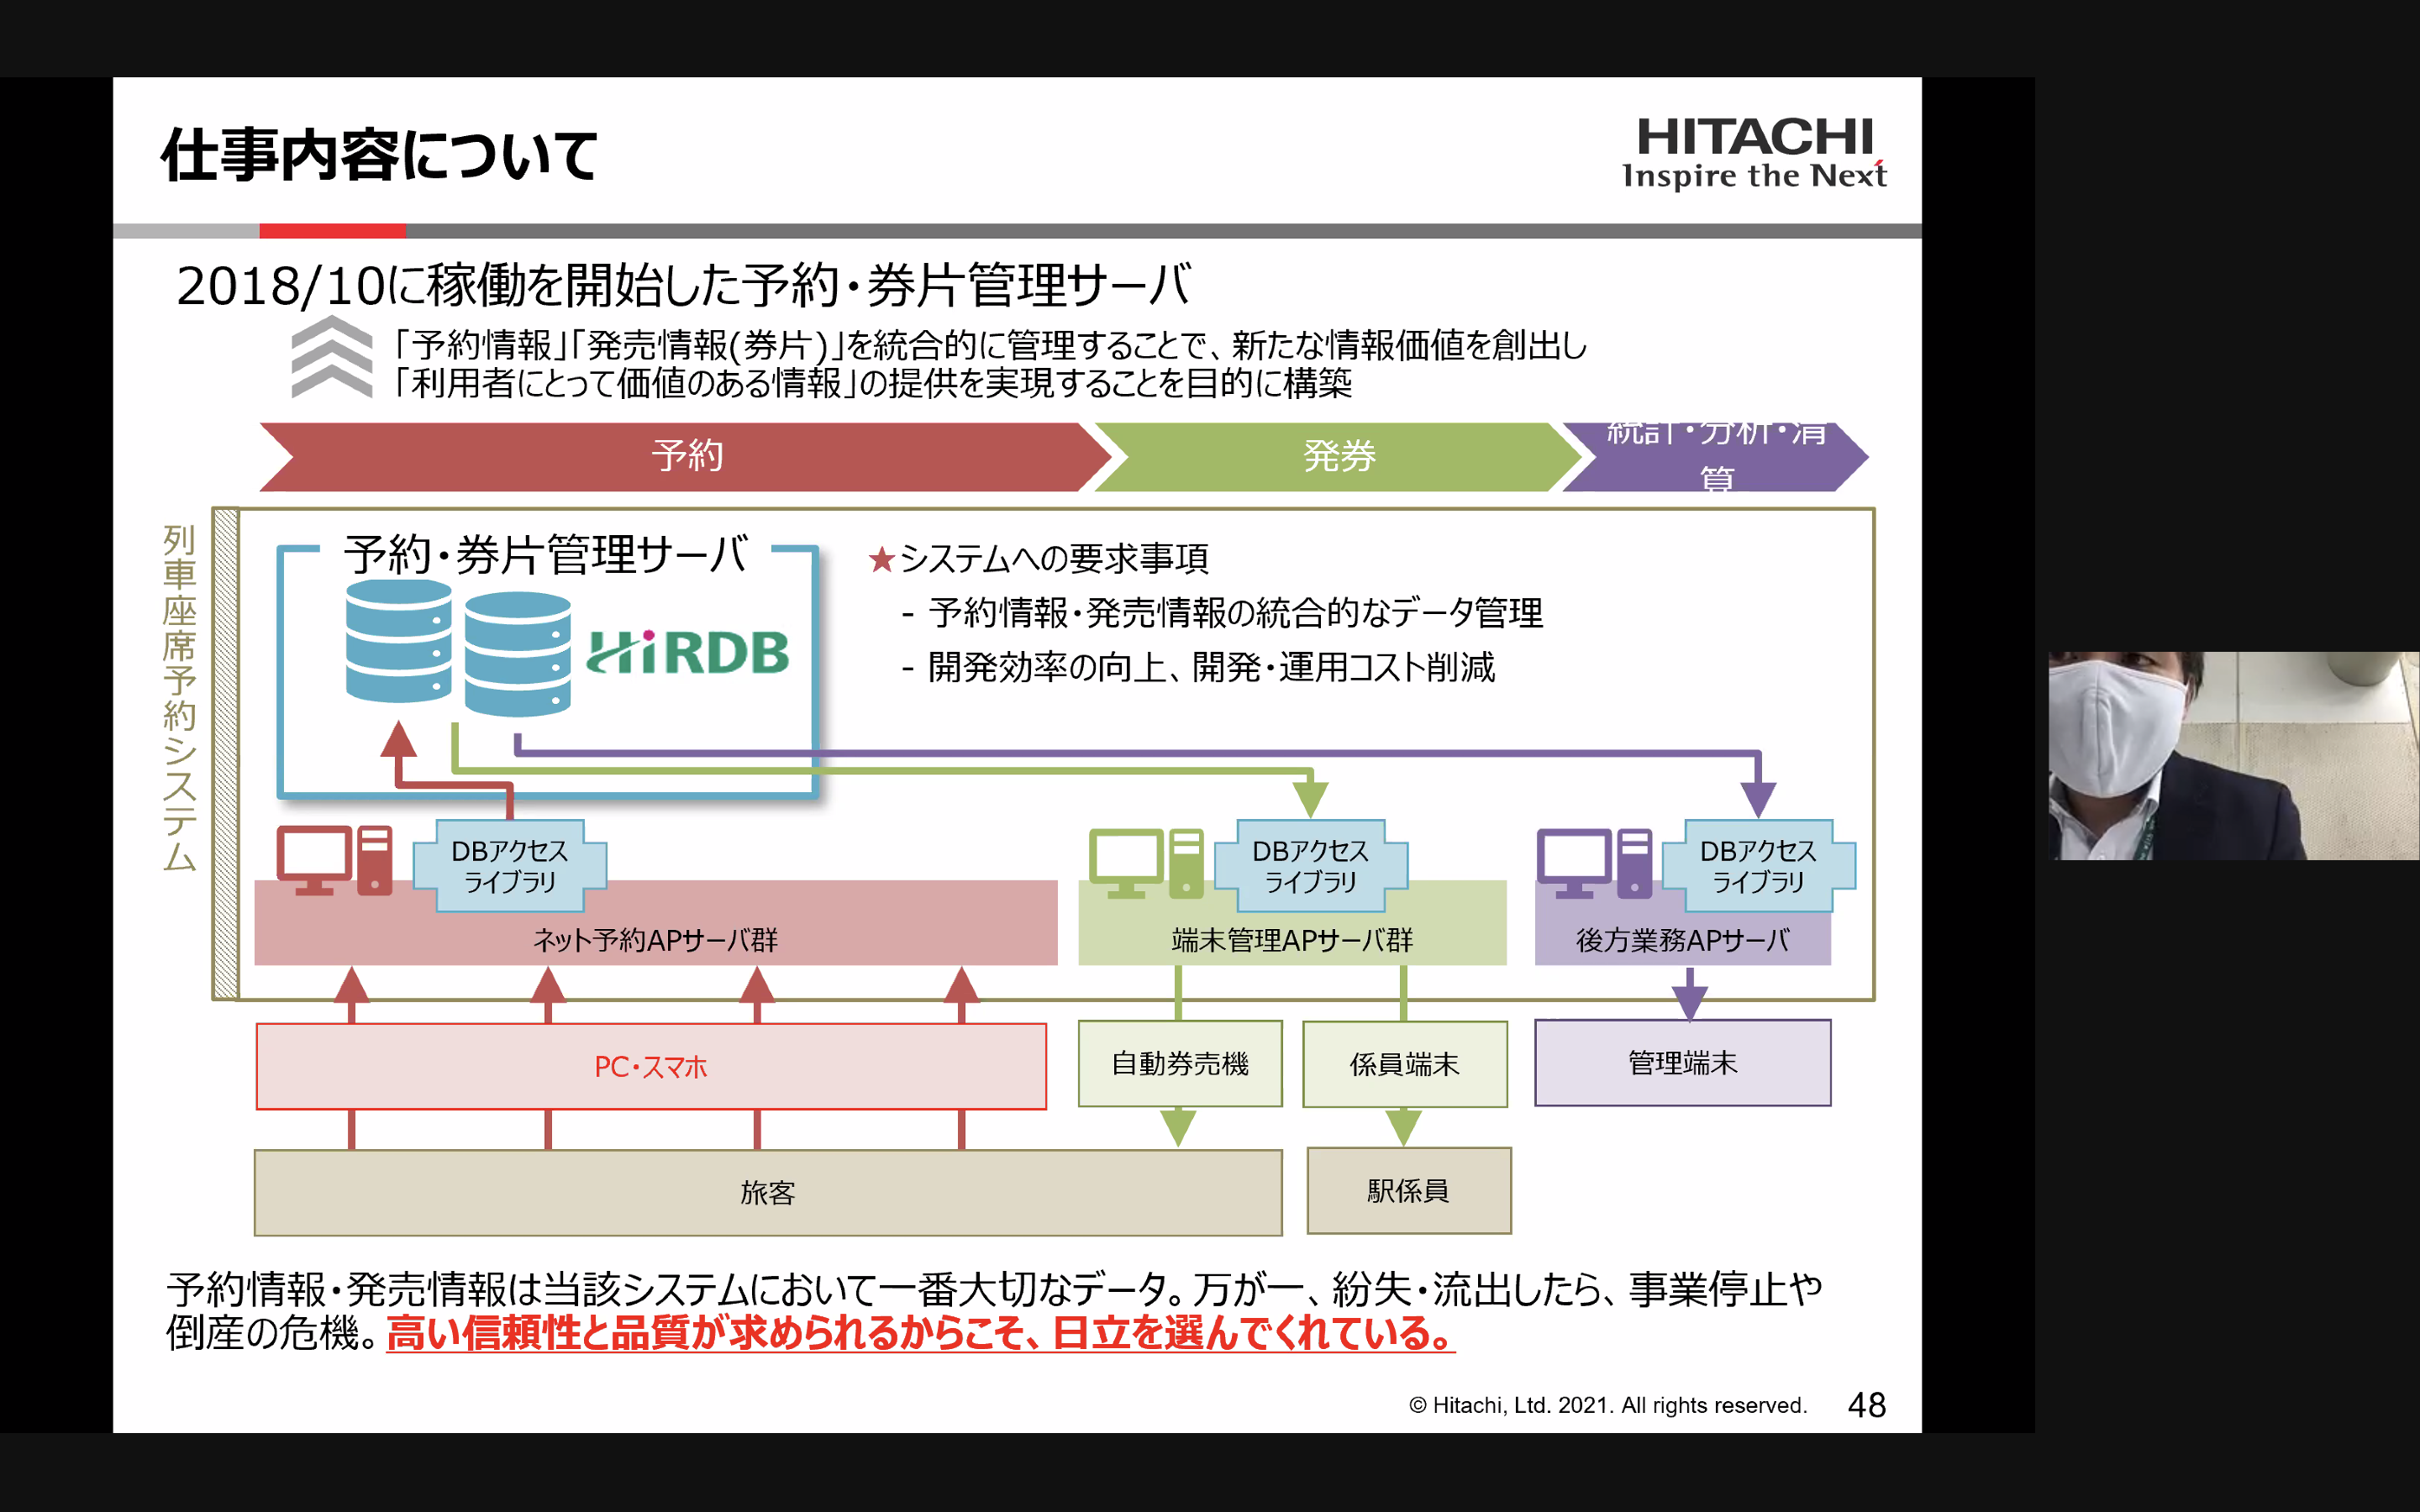 仕事内容について
HITACHI
Inspire the Next
2018/10に稼働を開始した予約・券片管理サーバ
「予約情報」「発売情報(券片)」を統合的に管理することで、新たな情報価値を創出し
「利用者にとって価値のある情報」の提供を実現することを目的に構築
予約
発券
統計・分析・清
算
列車座席予約システム
予約・券片管理サーバ
HiRDB
★システムへの要求事項
- 予約情報・発売情報の統合的なデータ管理
- 開発効率の向上、開発・運用コスト削減
DBアクセス
ライブラリ
DBアクセス
ライブラリ
DBアクセス
ライブラリ
ネット予約APサーバ群
端末管理APサーバ群
後方業務APサーバ
PC・スマホ
自動券売機
係員端末
管理端末
旅客
駅係員
予約情報・発売情報は当該システムにおいて一番大切なデータ。万が一、紛失・流出したら、事業停止や
倒産の危機。高い信頼性と品質が求められるからこそ、日立を選んでくれている。
© Hitachi, Ltd. 2021. All rights reserved.
48